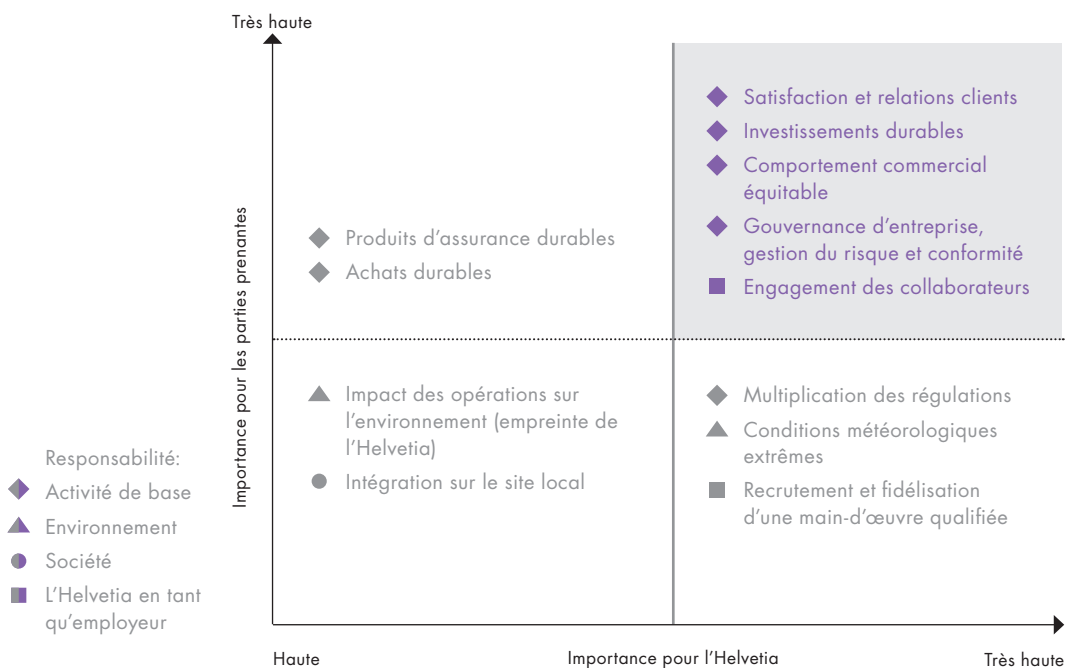 Très haute
Satisfaction et relations clients
Investissements durables
Comportement commercial
équitable
Gouvernance d'entreprise,
gestion du risque et conformité
Engagement des collaborateurs
Produits d'assurance durables
Achats durables
Importance pour les parties prenantes
Impact des opérations sur
l'environnement (empreinte de
l'Helvetia)
Intégration sur le site local
Multiplication des régulations
Conditions météorologiques
extrêmes
Recrutement et fidélisation
d'une main-d'œuvre qualifiée
Responsabilité:
Activité de base
Environnement
Société
L'Helvetia en tant
qu'employeur
Haute
Importance pour l'Helvetia
Très haute